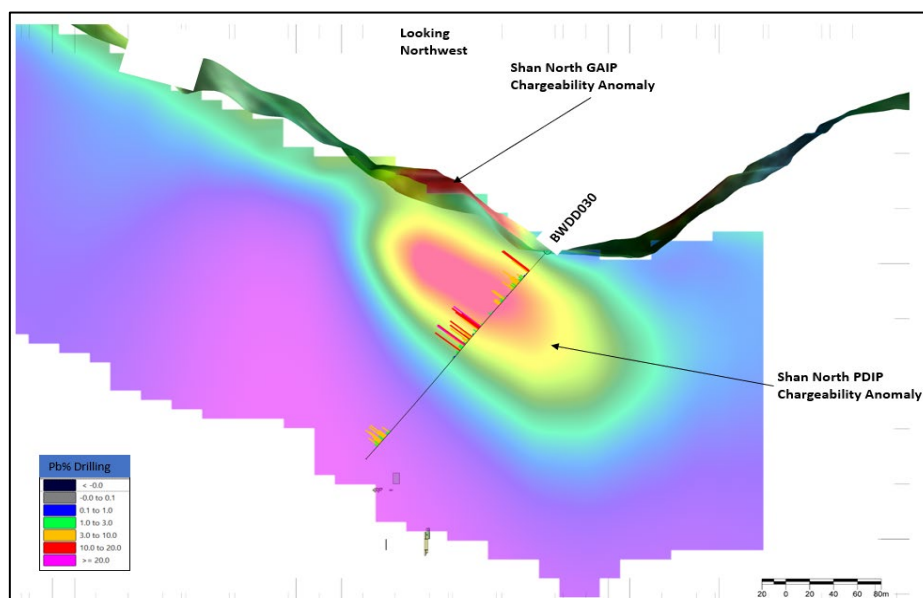 Looking
Northwest
Shan North GAIP
Chargeability Anomaly
BWDD030
Shan North PDIP
Chargeability Anomaly
Pb% Drilling
< -0.0
-0.0 to 0.1
0.1 to 1.0
1.0 to 3.0
3.0 to 10.0
10.0 to 20.0
>= 20.0
20 0 20 40 60 80m